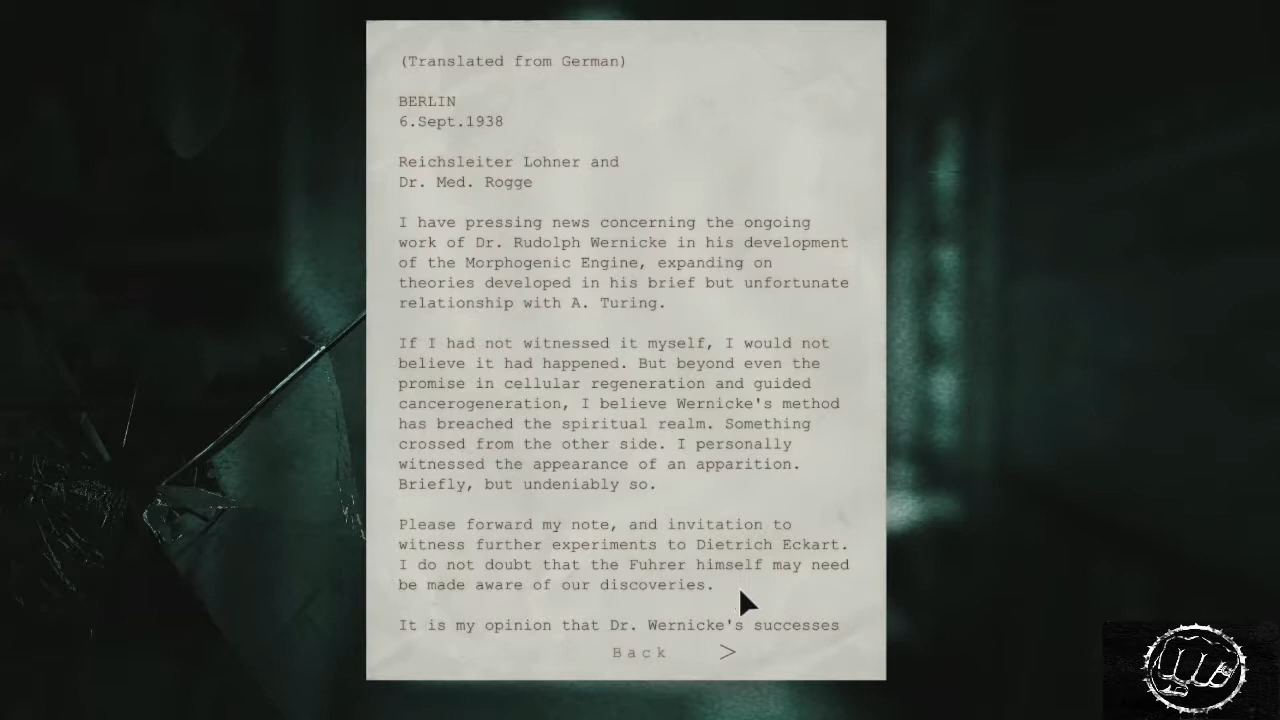 (Translated from German)
BERLIN
6.Sept.1938
Reichsleiter Lohner and
Dr. Med. Rogge
I have pressing news concerning the ongoing
work of Dr. Rudolph Wernicke in his development
of the Morphogenic Engine, expanding on
theories developed in his brief but unfortunate
relationship with A. Turing.
If I had not witnessed it myself, I would not
believe it had happened. But beyond even the
promise in cellular regeneration and guided
cancerogeneration, I believe Wernicke's method
has breached the spiritual realm. Something
crossed from the other side. I personally
witnessed the appearance of an apparition.
Briefly, but undeniably so.
Please forward my note, and invitation to
witness further experiments to Dietrich Eckart.
I do not doubt that the Fuhrer himself may need
be made aware of our discoveries.
It is my opinion that Dr. Wernicke's successes
Back >